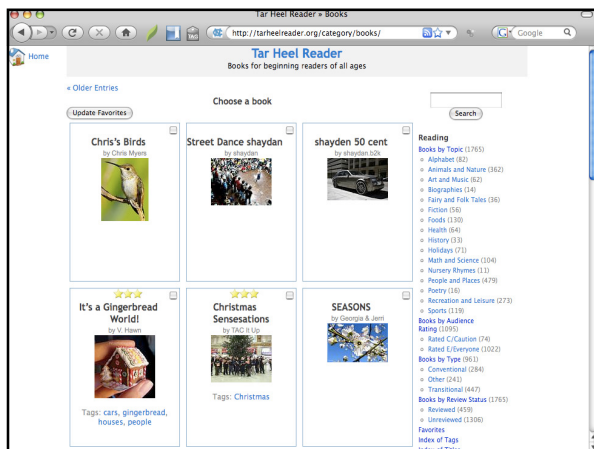 Tar Heel Reader » Books
http://tarheelreader.org/category/books/
Google
Home
Tar Heel Reader
Books for beginning readers of all ages
« Older Entries
Choose a book
Update Favorites
Search
Chris's Birds
by Chris Myers
Street Dance shaydan
by shaydan
shayden 50 cent
by shaydan.b2k
It's a Gingerbread
World!
by V. Hawn
Tags: cars, gingerbread,
houses, people
Christmas
Sensesations
by TAC It Up
Tags: Christmas
SEASONS
by Georgia & Jerri
Reading
Books by Topic (1765)
Alphabet (82)
Animals and Nature (362)
Art and Music (62)
Biographies (14)
Fairy and Folk Tales (36)
Fiction (56)
Foods (130)
Health (64)
History (33)
Holidays (71)
Math and Science (104)
Nursery Rhymes (11)
People and Places (479)
Poetry (16)
Recreation and Leisure (273)
Sports (119)
Books by Audience
Rating (1095)
Rated C/Caution (74)
Rated E/Everyone (1022)
Books by Type (961)
Conventional (284)
Other (241)
Transitional (447)
Books by Review Status (1765)
Reviewed (459)
Unreviewed (1306)
Favorites
Index of Tags
Index of Titles